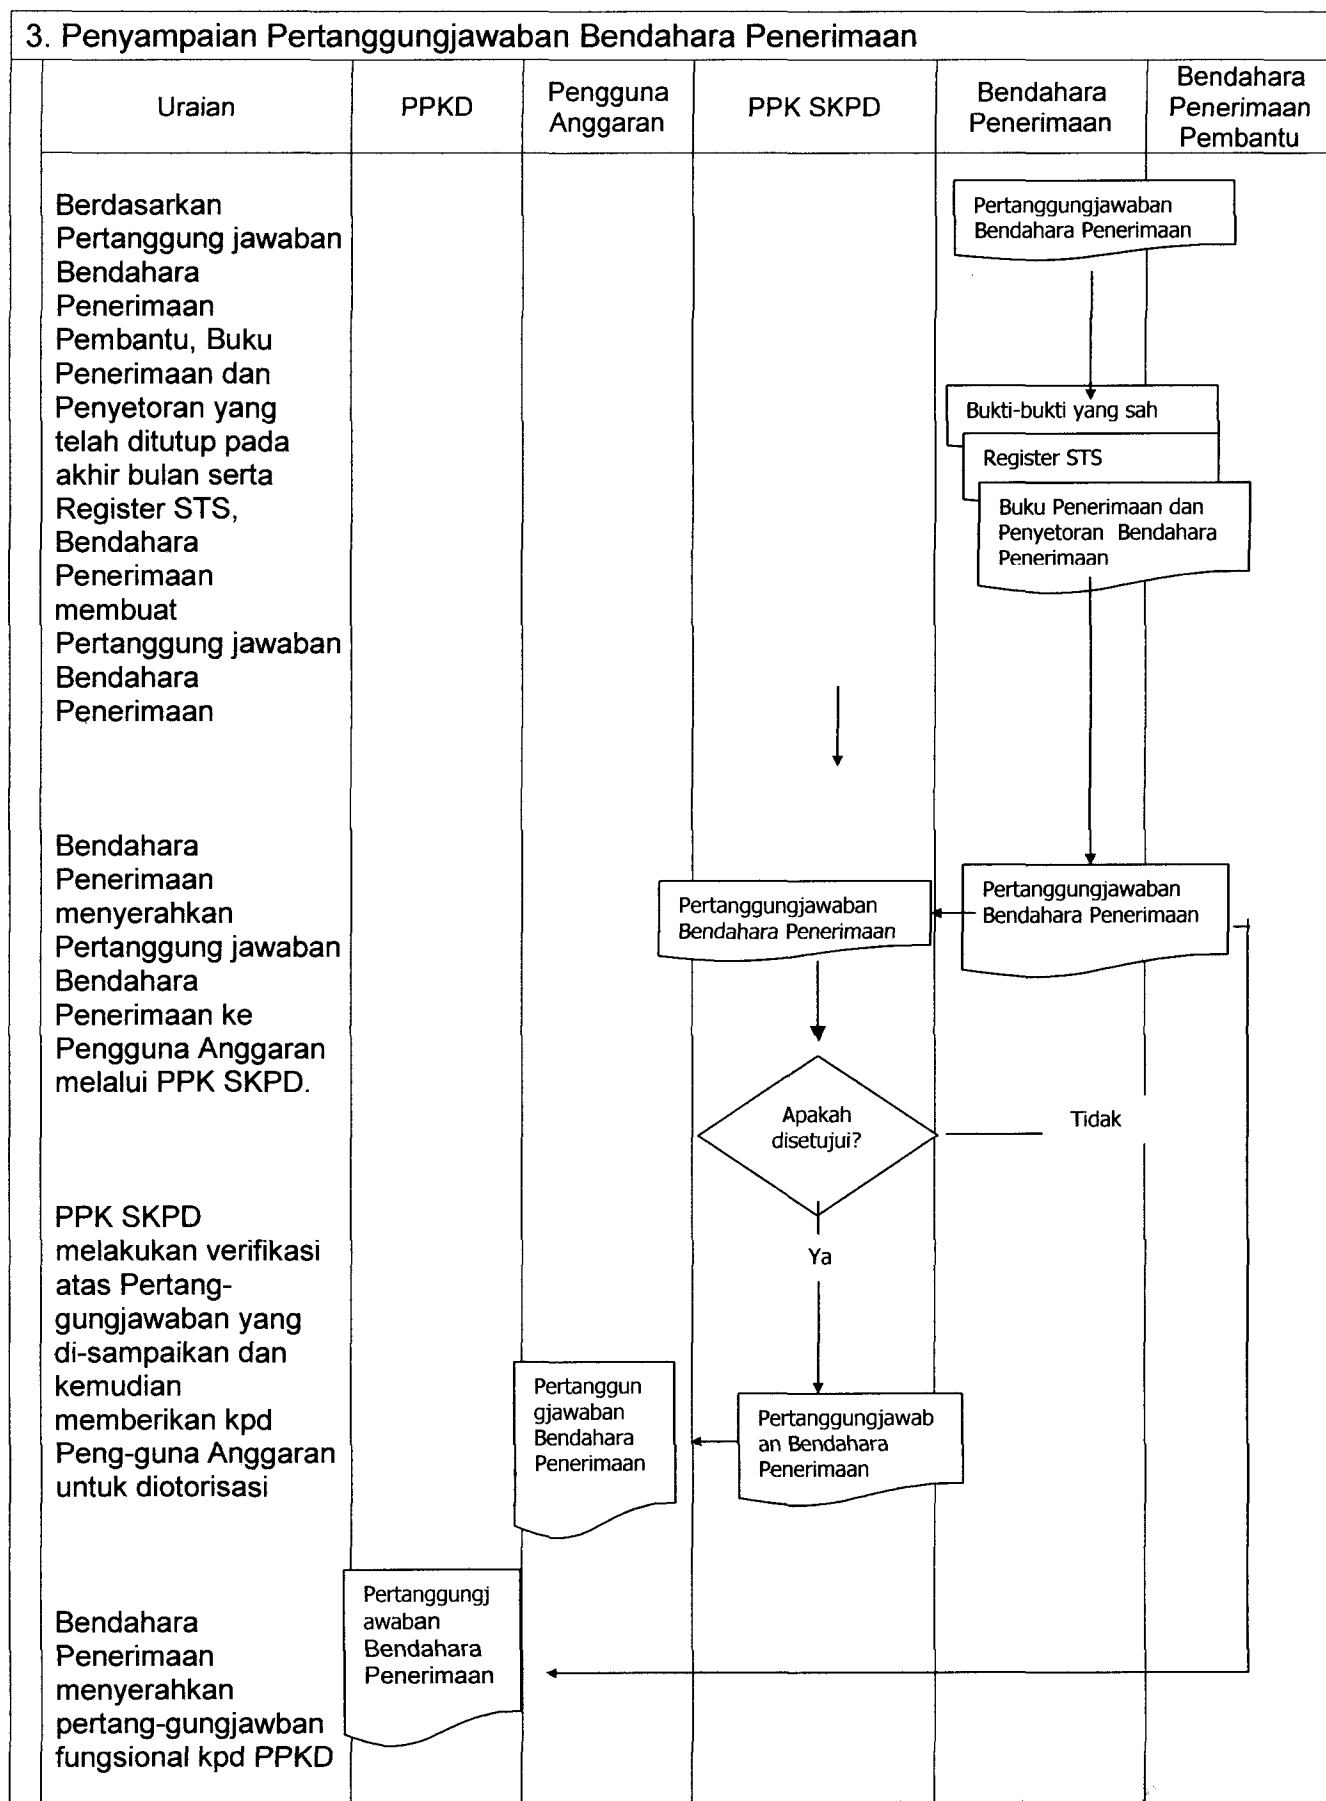 3. Penyampaian Pertanggungjawaban Bendahara Penerimaan
Uraian
PPKD
Pengguna
Anggaran
PPK SKPD
Bendahara
Penerimaan
Bendahara
Penerimaan
Pembantu
Berdasarkan
Pertanggung jawaban
Bendahara
Penerimaan
Pembantu, Buku
Penerimaan dan
Penyetoran yang
telah ditutup pada
akhir bulan serta
Register STS,
Bendahara
Penerimaan
membuat
Pertanggung jawaban
Bendahara
Penerimaan
Pertanggungjawaban
Bendahara Penerimaan
Bukti-bukti yang sah
Register STS
Buku Penerimaan dan
Penyetoran Bendahara
Penerimaan
Bendahara
Penerimaan
menyerahkan
Pertanggung jawaban
Bendahara
Penerimaan ke
Pengguna Anggaran
melalui PPK SKPD.
Pertanggungjawaban
Bendahara Penerimaan
Pertanggungjawaban
Bendahara Penerimaan
Apakah
disetujui?
Tidak
Ya
PPK SKPD
melakukan verifikasi
atas Pertang-
gungjawaban yang
di-sampaikan dan
kemudian
memberikan kpd
Peng-guna Anggaran
untuk diotorisasi
Pertanggun
gjawaban
Bendahara
Penerimaan
Pertanggungjawab
an Bendahara
Penerimaan
Bendahara
Penerimaan
menyerahkan
pertang-gungjawban
fungsional kpd PPKD
Pertanggungj
awaban
Bendahara
Penerimaan